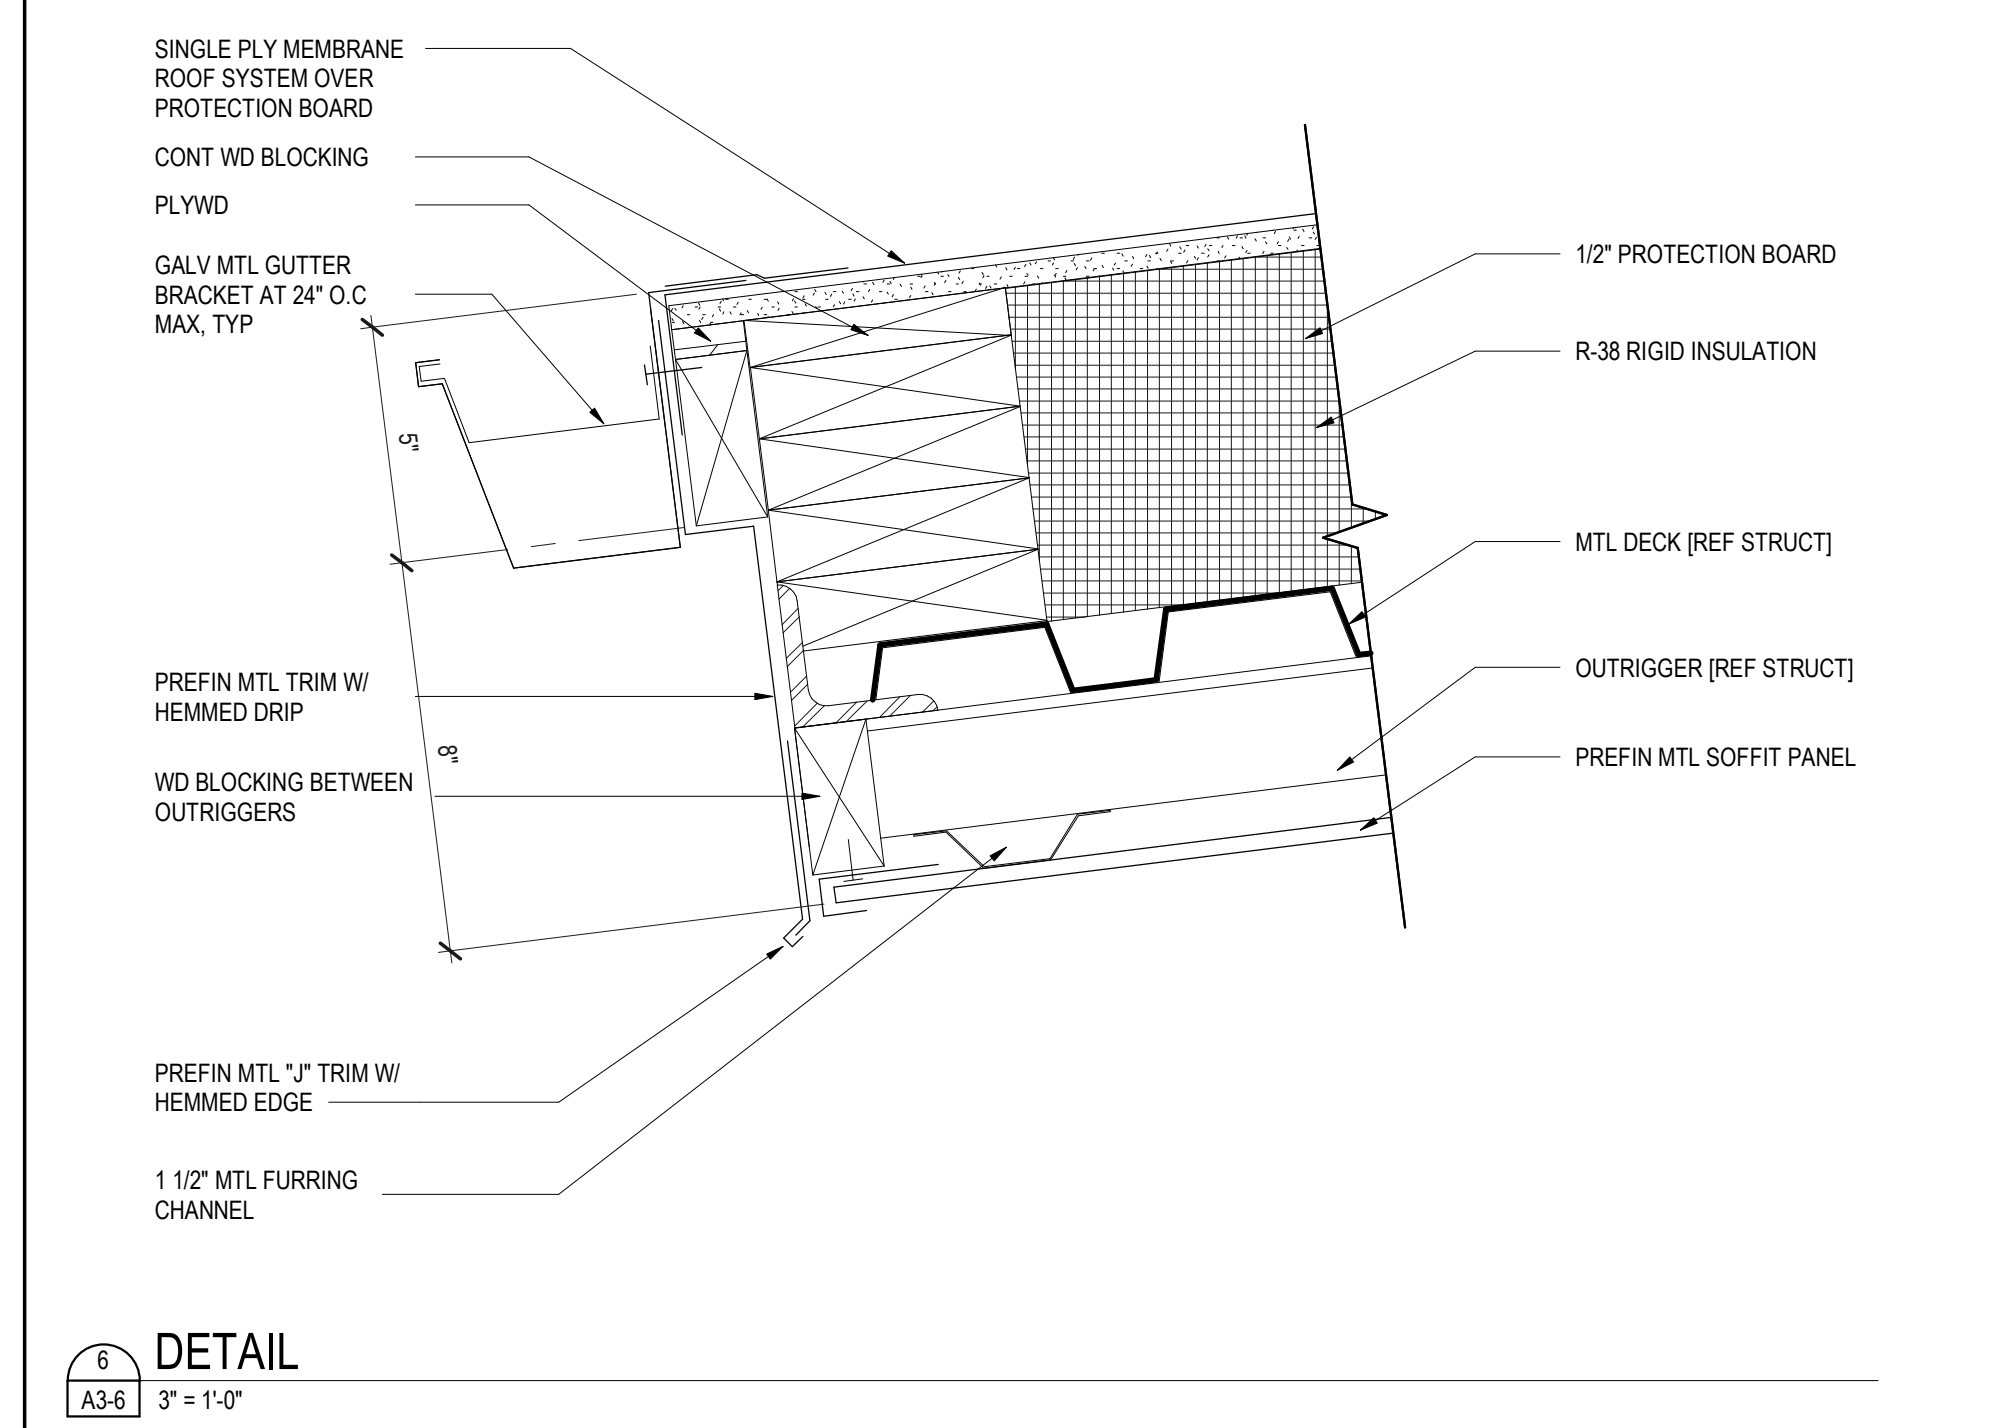 SINGLE PLY MEMBRANE
ROOF SYSTEM OVER
PROTECTION BOARD
CONT WD BLOCKING
PLYWD
GALV MTL GUTTER
BRACKET AT 24" O.C
MAX, TYP
5"
PREFIN MTL TRIM W/
HEMMED DRIP
8"
WD BLOCKING BETWEEN
OUTRIGGERS
PREFIN MTL "J" TRIM W/
HEMMED EDGE
1 1/2" MTL FURRING
CHANNEL
1/2" PROTECTION BOARD
R-38 RIGID INSULATION
MTL DECK [REF STRUCT]
OUTRIGGER [REF STRUCT]
PREFIN MTL SOFFIT PANEL
6
DETAIL
A3-6
3" = 1'-0"